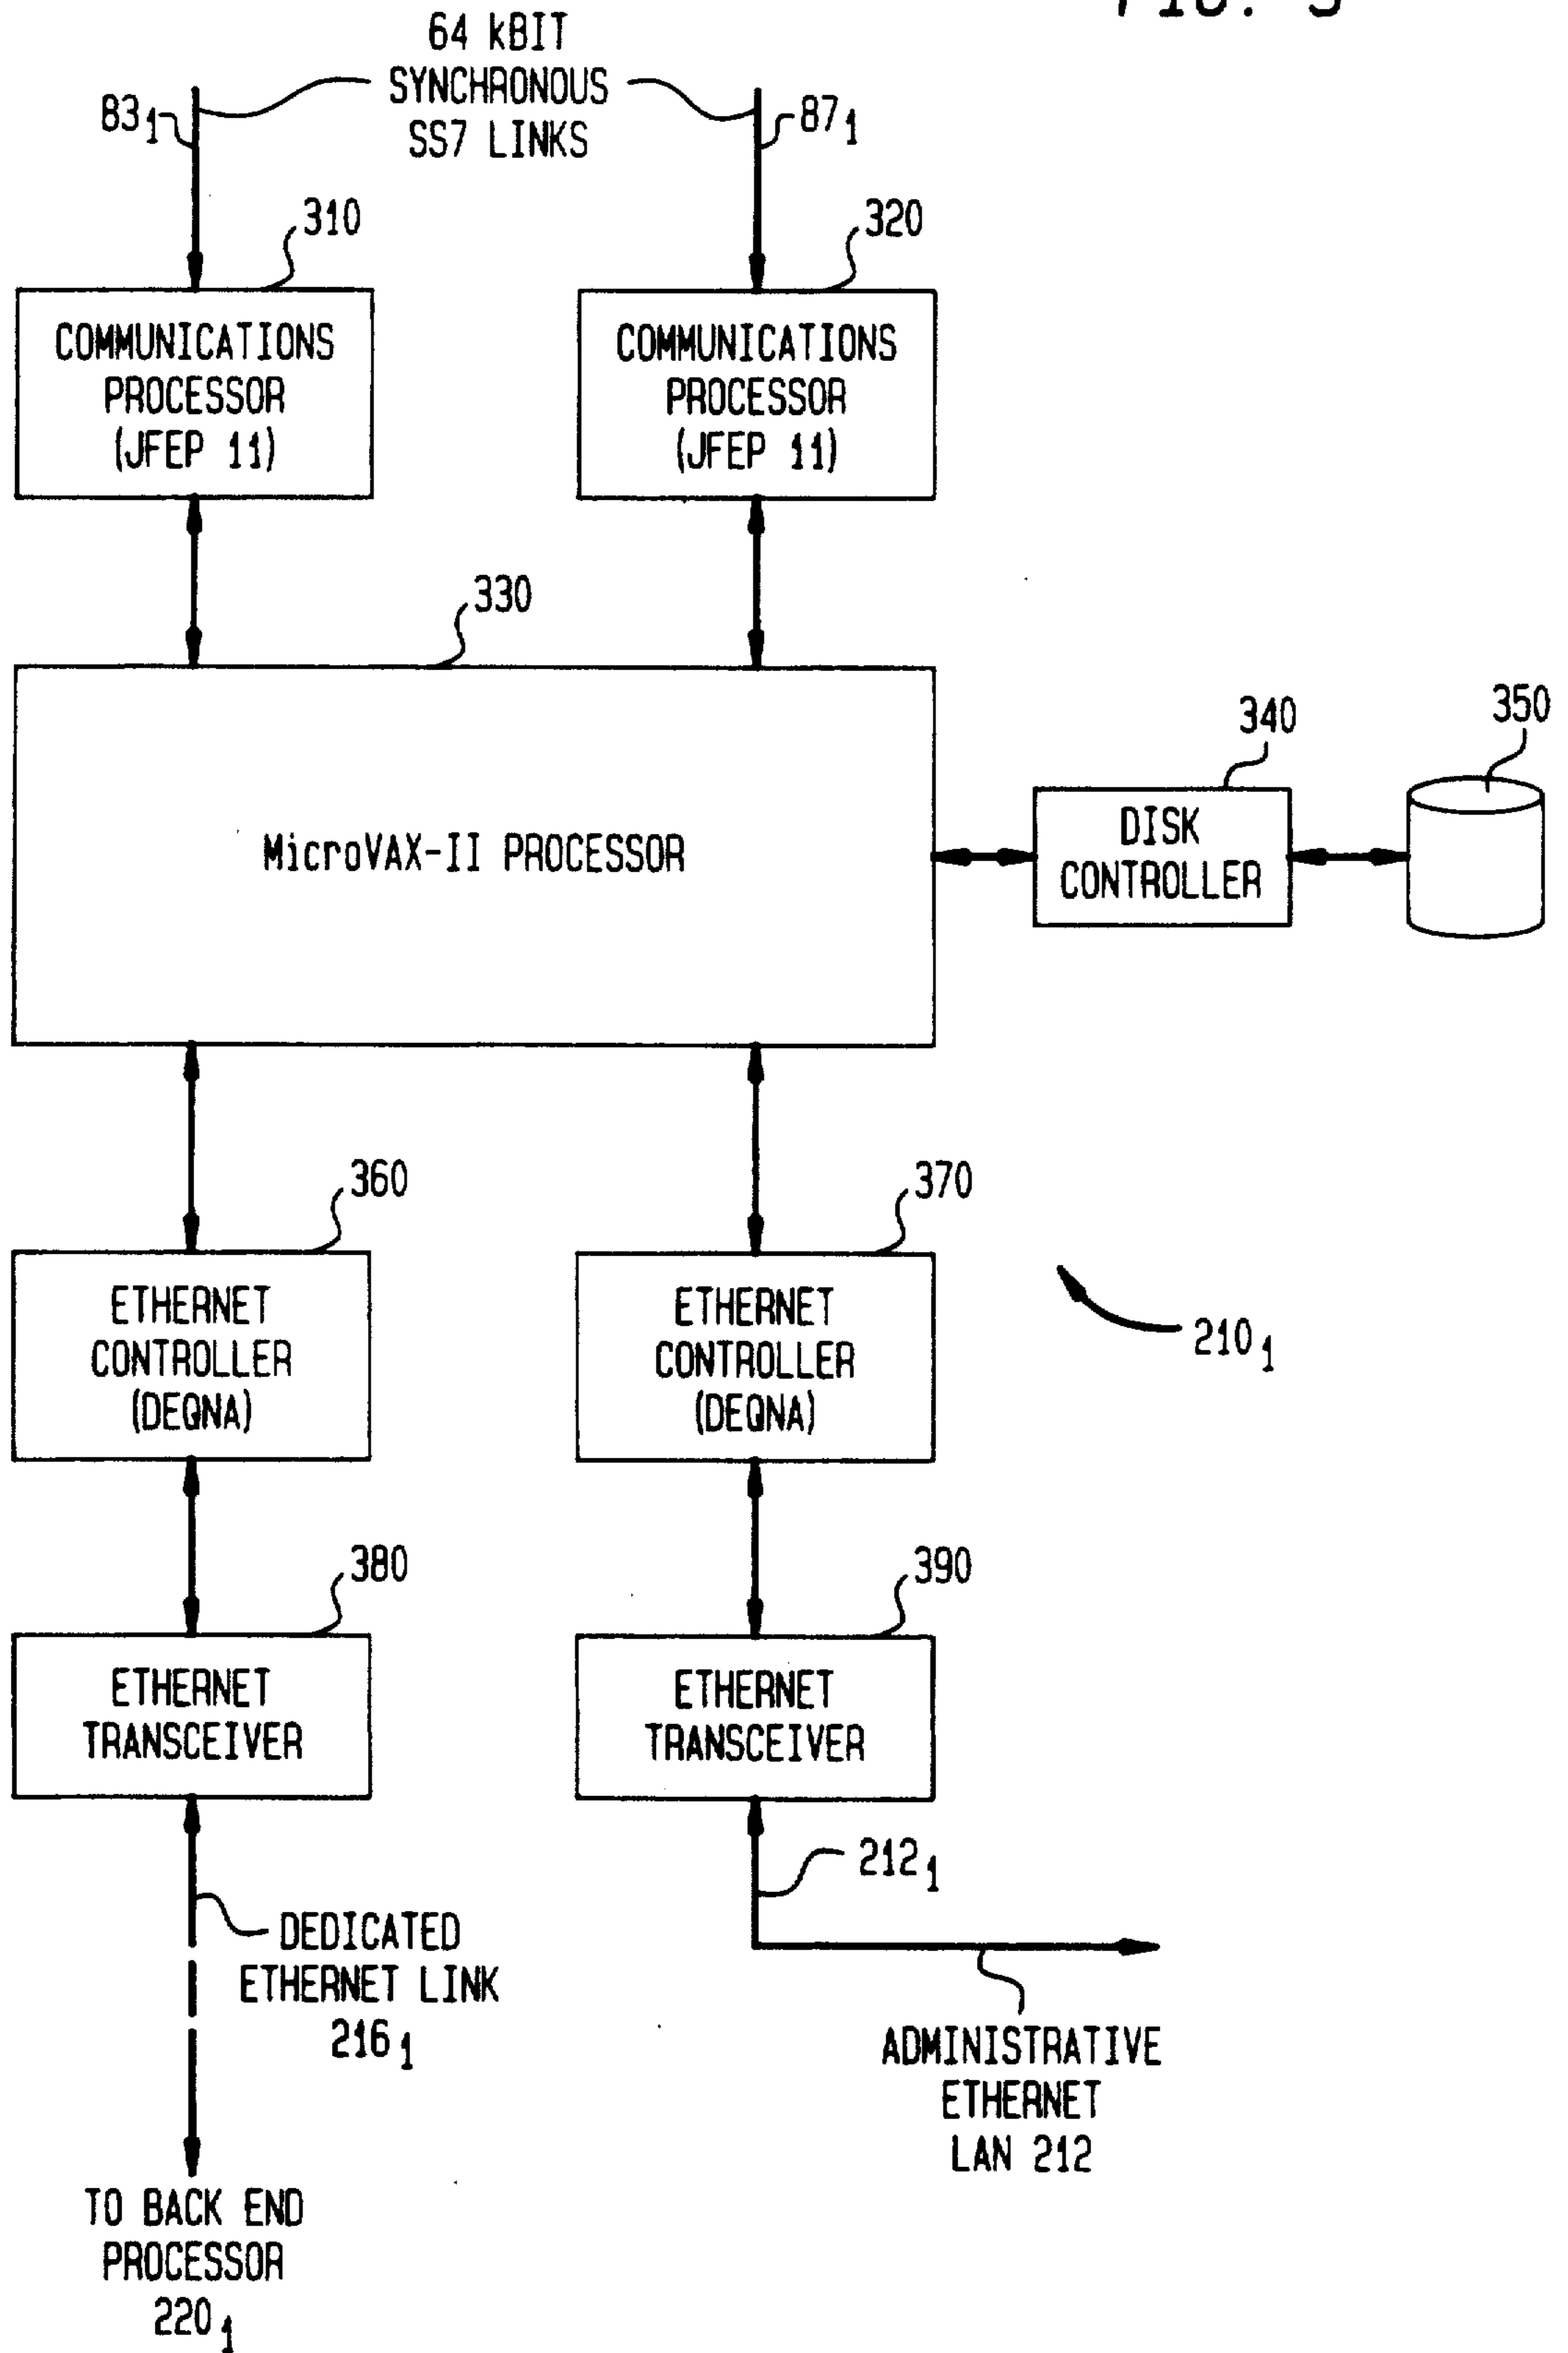 FIG. 3
64 kBIT
SYNCHRONOUS
SS7 LINKS
83₁
87₁
310
320
COMMUNICATIONS
PROCESSOR
(JFEP 11)
COMMUNICATIONS
PROCESSOR
(JFEP 11)
330
MicroVAX-II PROCESSOR
340
350
DISK
CONTROLLER
360
370
ETHERNET
CONTROLLER
(DEQNA)
ETHERNET
CONTROLLER
(DEQNA)
210₁
380
390
ETHERNET
TRANSCEIVER
ETHERNET
TRANSCEIVER
212₁
DEDICATED
ETHERNET LINK
216₁
ADMINISTRATIVE
ETHERNET
LAN 212
TO BACK END
PROCESSOR
220₁